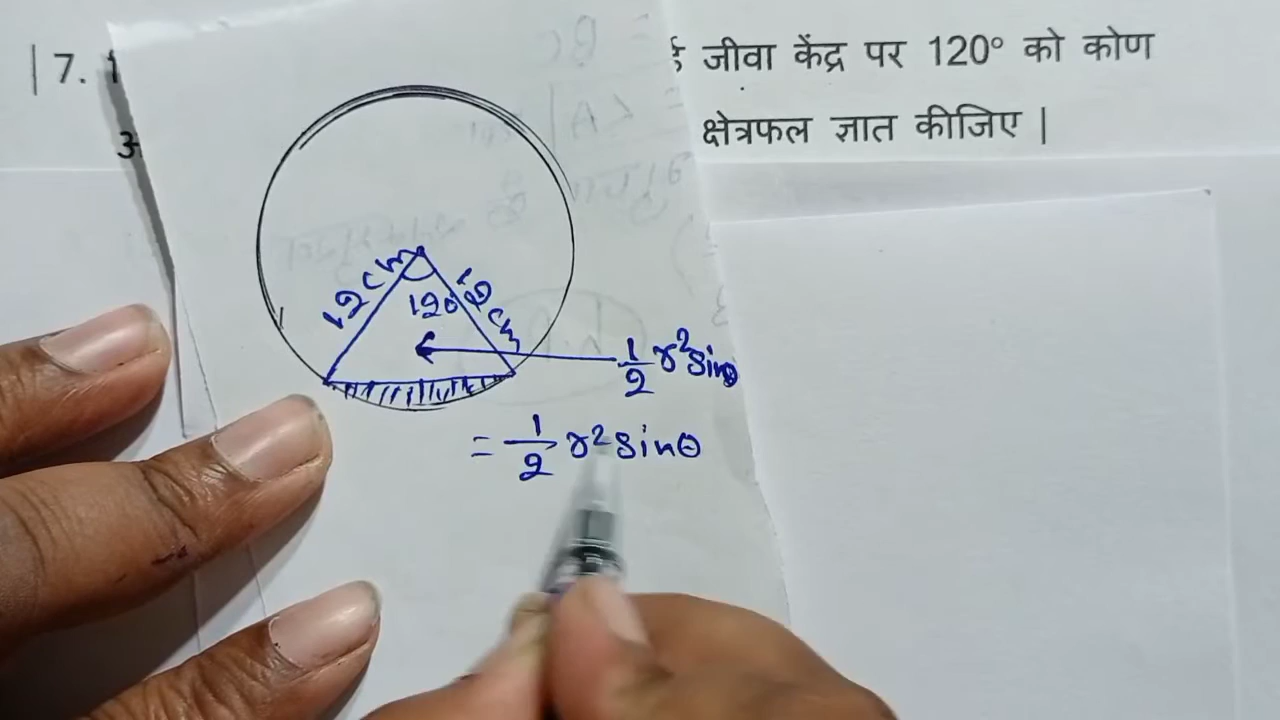 7. जीवा केंद्र पर 120° को कोण
क्षेत्रफल ज्ञात कीजिए |
12cm 120 12cm
1/2 r² sinθ
= 1/2 r² sinθ